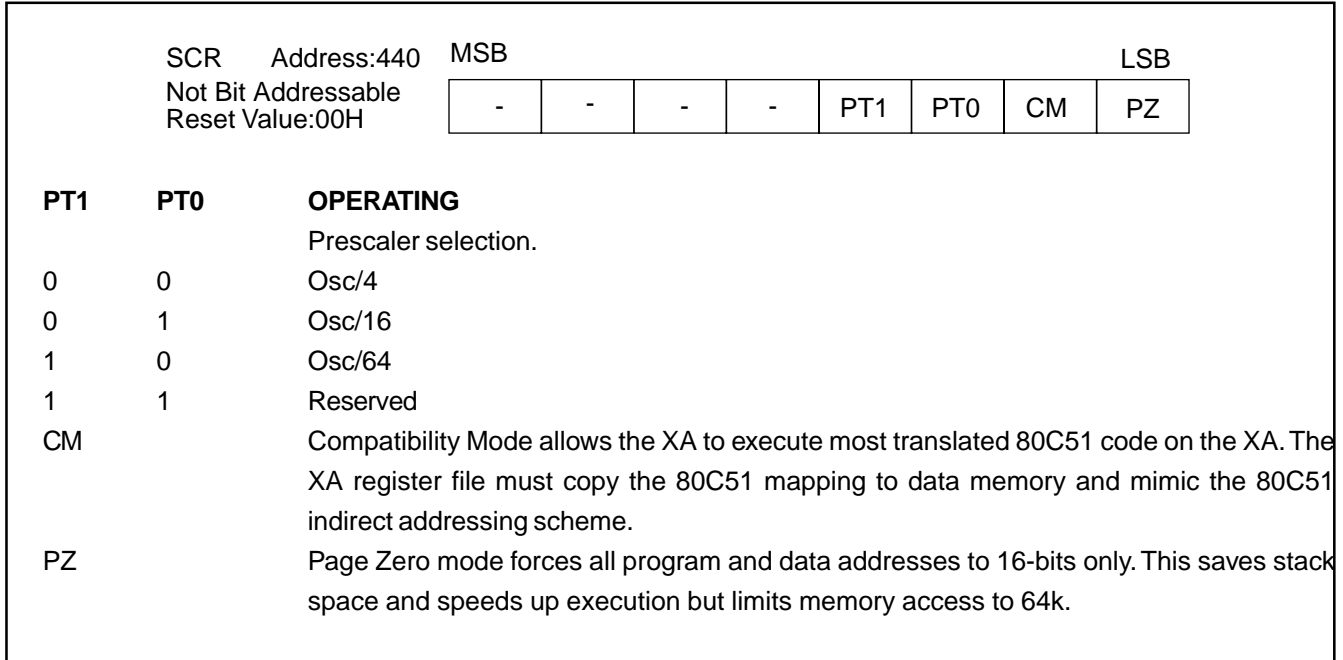 SCR Address:440 MSB LSB
Not Bit Addressable
Reset Value:00H
- - - - PT1 PT0 CM PZ
PT1 PT0 OPERATING
Prescaler selection.
0 0 Osc/4
0 1 Osc/16
1 0 Osc/64
1 1 Reserved
CM Compatibility Mode allows the XA to execute most translated 80C51 code on the XA. The
XA register file must copy the 80C51 mapping to data memory and mimic the 80C51
indirect addressing scheme.
PZ Page Zero mode forces all program and data addresses to 16-bits only. This saves stack
space and speeds up execution but limits memory access to 64k.